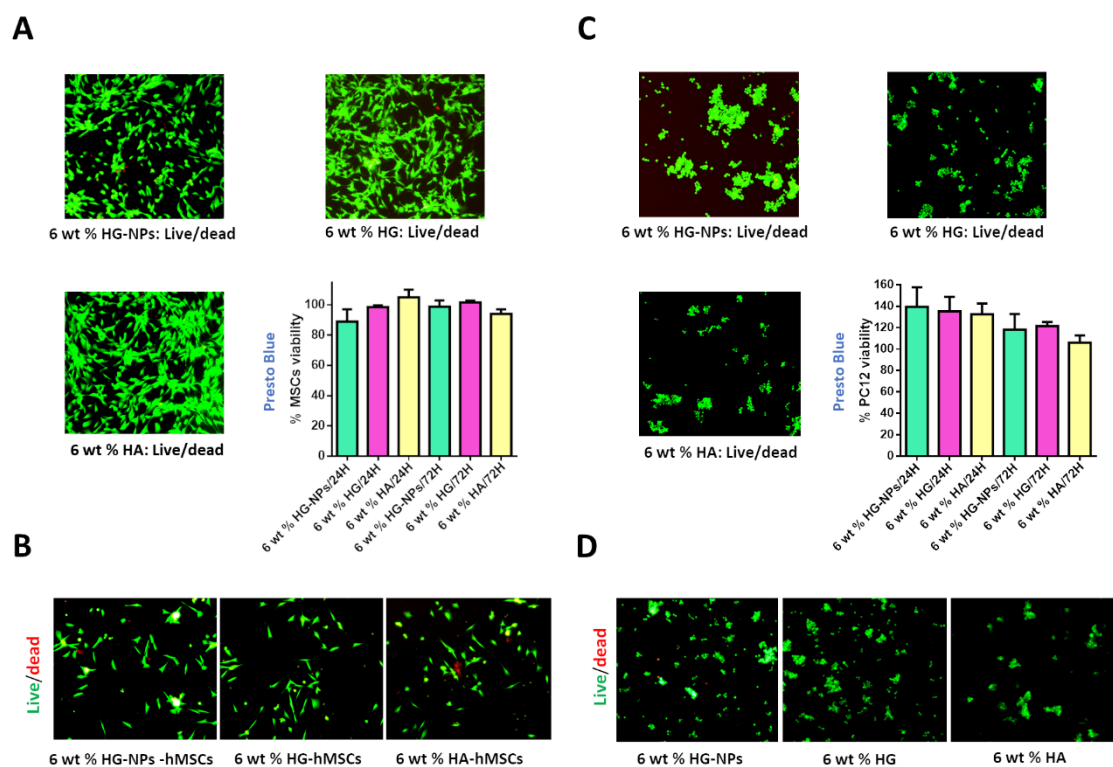 A
6 wt % HG-NPs: Live/dead
6 wt % HG: Live/dead
6 wt % HA: Live/dead
Presto Blue
% MSCs viability
100
80
60
40
20
0
6 wt % HG-NPs/24H
6 wt % HG/24H
6 wt % HA/24H
6 wt % HG-NPs/72H
6 wt % HG/72H
6 wt % HA/72H
C
6 wt % HG-NPs: Live/dead
6 wt % HG: Live/dead
6 wt % HA: Live/dead
Presto Blue
% PC12 viability
160
140
120
100
80
60
40
20
0
6 wt % HG-NPs/24H
6 wt % HG/24H
6 wt % HA/24H
6 wt % HG-NPs/72H
6 wt % HG/72H
6 wt % HA/72H
B
Live/dead
6 wt % HG-NPs -hMSCs
6 wt % HG-hMSCs
6 wt % HA-hMSCs
D
Live/dead
6 wt % HG-NPs
6 wt % HG
6 wt % HA